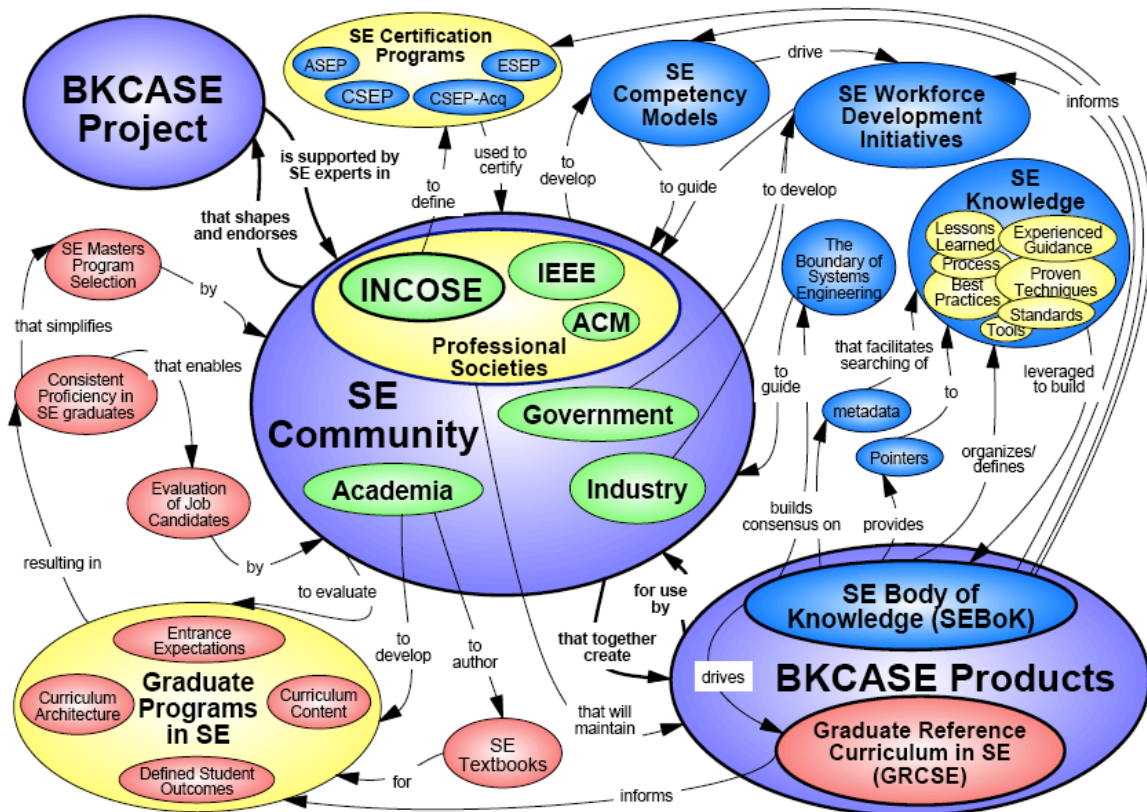 SE Certification
Programs
ASEP
ESEP
CSEP
CSEP-Acq
BKCASE
Project
SE
Competency
Models
drive
SE Workforce
Development
Initiatives
informs
is supported by
SE experts in
to
define
used to
certify
to
develop
to guide
to develop
SE
Knowledge
Lessons
Learned
Experienced
Guidance
Process
Best
Practices
Proven
Techniques
Standards
Tools
that shapes
and endorses
SE Masters
Program
Selection
by
The
Boundary
of Systems
Engineering
INCOSE
IEEE
ACM
Professional
Societies
that simplifies
that enables
Consistent
Proficiency in
SE graduates
to
guide
that facilitates
searching of
to
leveraged
to build
metadata
Pointers
organizes/
defines
SE
Community
Government
Academia
Industry
Evaluation
of Job
Candidates
by
builds
consensus on
provides
resulting in
to evaluate
for use
by
SE Body of
Knowledge (SEBoK)
to
develop
to
author
that together
create
drives
BKCASE Products
Entrance
Expectations
Curriculum
Architecture
Graduate
Programs
in SE
Curriculum
Content
Defined Student
Outcomes
for
SE
Textbooks
that will
maintain
Graduate Reference
Curriculum in SE
(GRCSE)
informs